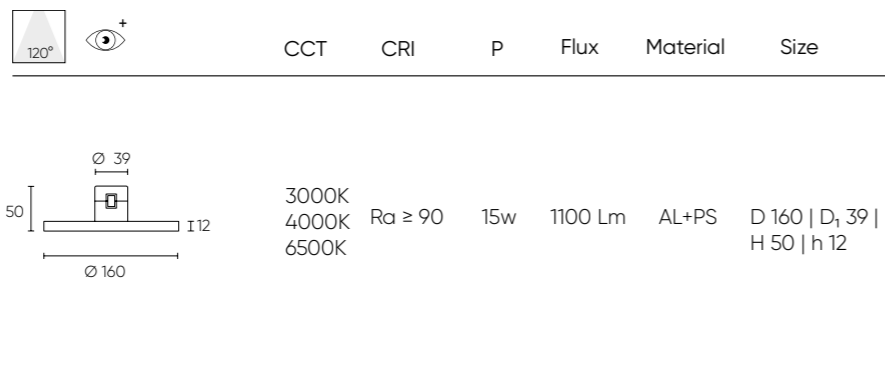 120°
+
CCT CRI P Flux Material Size
Ø 39
50
12
Ø 160
3000K
4000K
6500K
Ra ≥ 90
15w
1100 Lm
AL+PS
D 160 | D₁ 39 |
H 50 | h 12